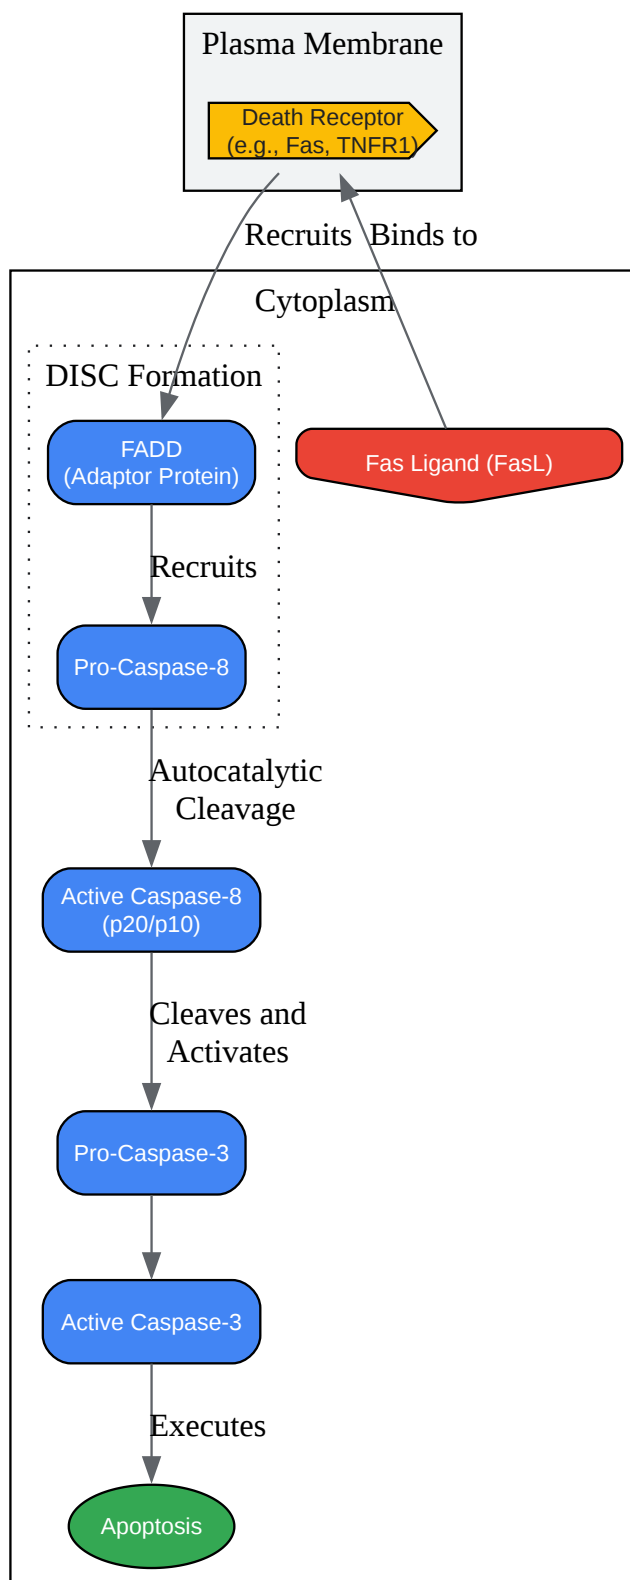 Plasma Membrane
Death Receptor
(e.g., Fas, TNFR1)
Recruits
Binds to
Cytoplasm
DISC Formation
FADD
(Adaptor Protein)
Fas Ligand (FasL)
Recruits
Pro-Caspase-8
Autocatalytic
Cleavage
Active Caspase-8
(p20/p10)
Cleaves and
Activates
Pro-Caspase-3
Active Caspase-3
Executes
Apoptosis